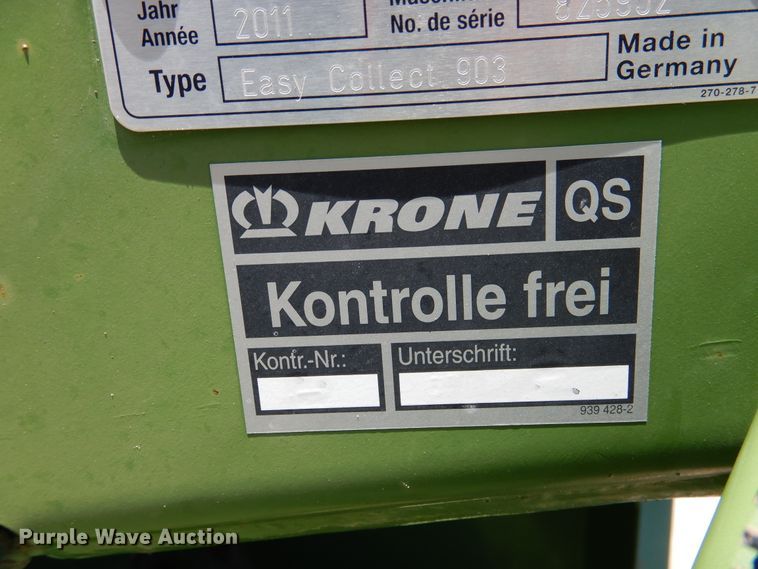 Jahr
Année
2011
No. de série
Type
Easy Collect 903
Made in
Germany
270-278-7
KRONE
QS
Kontrolle frei
Kontr.-Nr.:
Unterschrift:
939 428-2
Purple Wave Auction